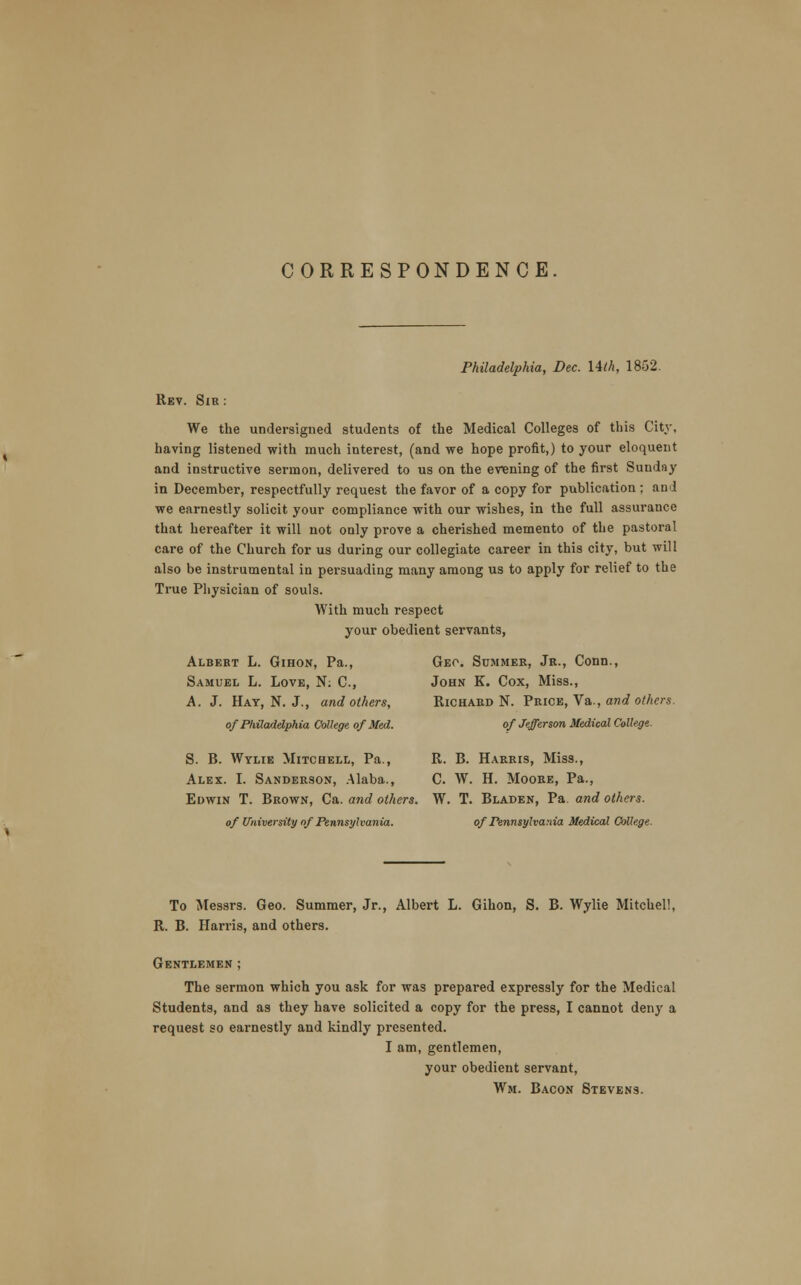 CORRESPONDENCE.
Philadelphia, Dec. 14th, 1852.
Rev. Sir:
We the undersigned students of the Medical Colleges of this City,
having listened with much interest, (and we hope profit,) to your eloquent
and instructive sermon, delivered to us on the evening of the first Sunday
in December, respectfully request the favor of a copy for publication; and
we earnestly solicit your compliance with our wishes, in the full assurance
that hereafter it will not only prove a cherished memento of the pastoral
care of the Church for us during our collegiate career in this city, but will
also be instrumental in persuading many among us to apply for relief to the
True Physician of souls.
With much respect
your obedient servants,
Albert L. Gihon, Pa.,
Samuel L. Love, N. C.,
A. J. Hay, N. J., and others,
of Philadelphia College of Med.
Geo. Summer, Jr., Conn.,
John K. Cox, Miss.,
Richard N. Price, Va., and others.
of Jefferson Medical College.
S. B. Wylie Mitchell, Pa.,
Alex. I. Sanderson, Alaba.,
Edwin T. Brown, Ca. and others.
of University of Pennsylvania.
R. B. Harris, Miss.,
C. W. H. Moore, Pa.,
W. T. Bladen, Pa. and others.
of Pennsylvania Medical College.
To Messrs. Geo. Summer, Jr., Albert L. Gihon, S. B. Wylie Mitchell,
R. B. Harris, and others.
Gentlemen;
The sermon which you ask for was prepared expressly for the Medical
Students, and as they have solicited a copy for the press, I cannot deny a
request so earnestly and kindly presented.
I am, gentlemen,
your obedient servant,
Wm. Bacon Stevens.